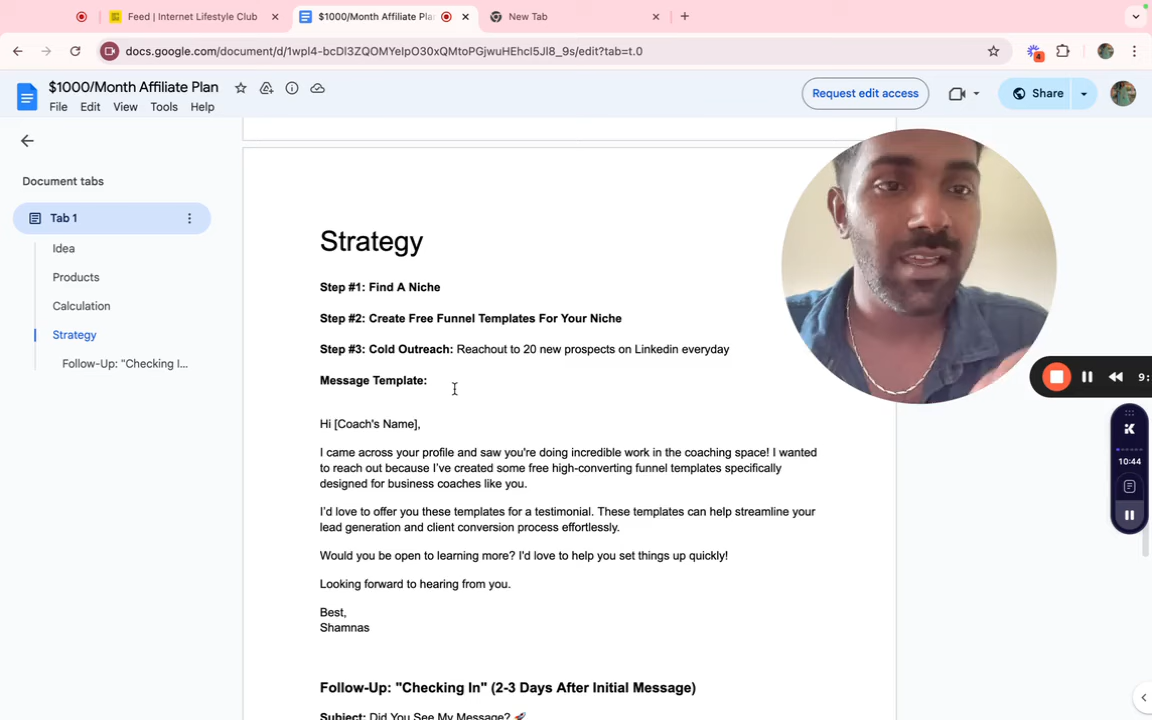 Feed | Internet Lifestyle Club
$1000/Month Affiliate Pla
New Tab
docs.google.com/document/d/1wpI4-bcDl3ZQOMYelpO30xQMtoPGjwuHEhcI5JI8_9s/edit?tab=t.0
4
$1000/Month Affiliate Plan
File Edit View Tools Help
Request edit access
Share
Document tabs
Tab 1
Idea
Products
Calculation
Strategy
Follow-Up: "Checking I...
Strategy
Step #1: Find A Niche
Step #2: Create Free Funnel Templates For Your Niche
Step #3: Cold Outreach: Reachout to 20 new prospects on Linkedin everyday
Message Template:
Hi [Coach's Name],
I came across your profile and saw you're doing incredible work in the coaching space! I wanted
to reach out because I've created some free high-converting funnel templates specifically
designed for business coaches like you.
I'd love to offer you these templates for a testimonial. These templates can help streamline your
lead generation and client conversion process effortlessly.
Would you be open to learning more? I'd love to help you set things up quickly!
Looking forward to hearing from you.
Best,
Shamnas
Follow-Up: "Checking In" (2-3 Days After Initial Message)
Subject: Did You See My Message? 🚀
9:
10:44